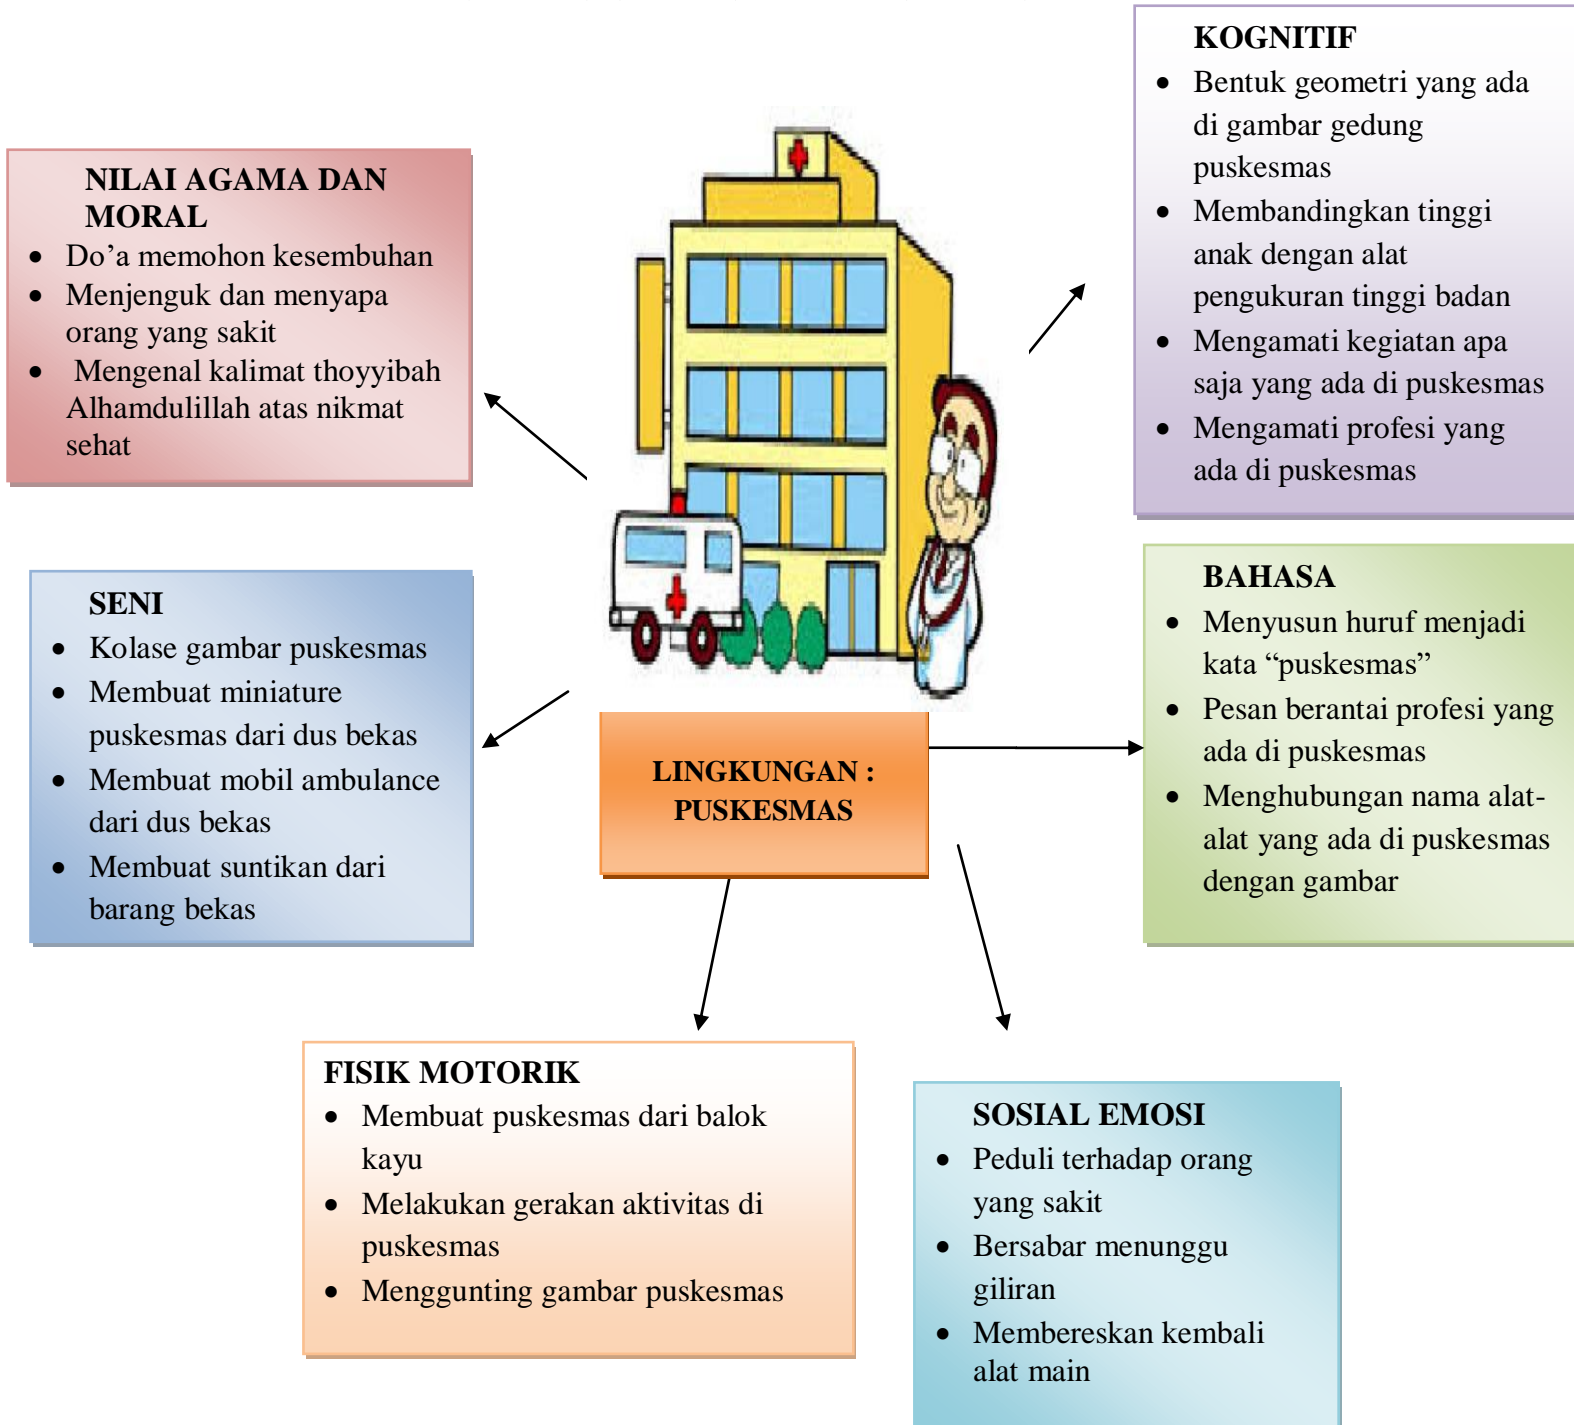 NILAI AGAMA DAN
MORAL
• Do’a memohon kesembuhan
• Menjenguk dan menyapa
orang yang sakit
• Mengenal kalimat thoyyibah
Alhamdulillah atas nikmat
sehat
KOGNITIF
• Bentuk geometri yang ada
di gambar gedung
puskesmas
• Membandingkan tinggi
anak dengan alat
pengukuran tinggi badan
• Mengamati kegiatan apa
saja yang ada di puskesmas
• Mengamati profesi yang
ada di puskesmas
SENI
• Kolase gambar puskesmas
• Membuat miniature
puskesmas dari dus bekas
• Membuat mobil ambulance
dari dus bekas
• Membuat suntikan dari
barang bekas
LINGKUNGAN :
PUSKESMAS
BAHASA
• Menyusun huruf menjadi
kata “puskesmas”
• Pesan berantai profesi yang
ada di puskesmas
• Menghubungan nama alat-
alat yang ada di puskesmas
dengan gambar
FISIK MOTORIK
• Membuat puskesmas dari balok
kayu
• Melakukan gerakan aktivitas di
puskesmas
• Menggunting gambar puskesmas
SOSIAL EMOSI
• Peduli terhadap orang
yang sakit
• Bersabar menunggu
giliran
• Membereskan kembali
alat main